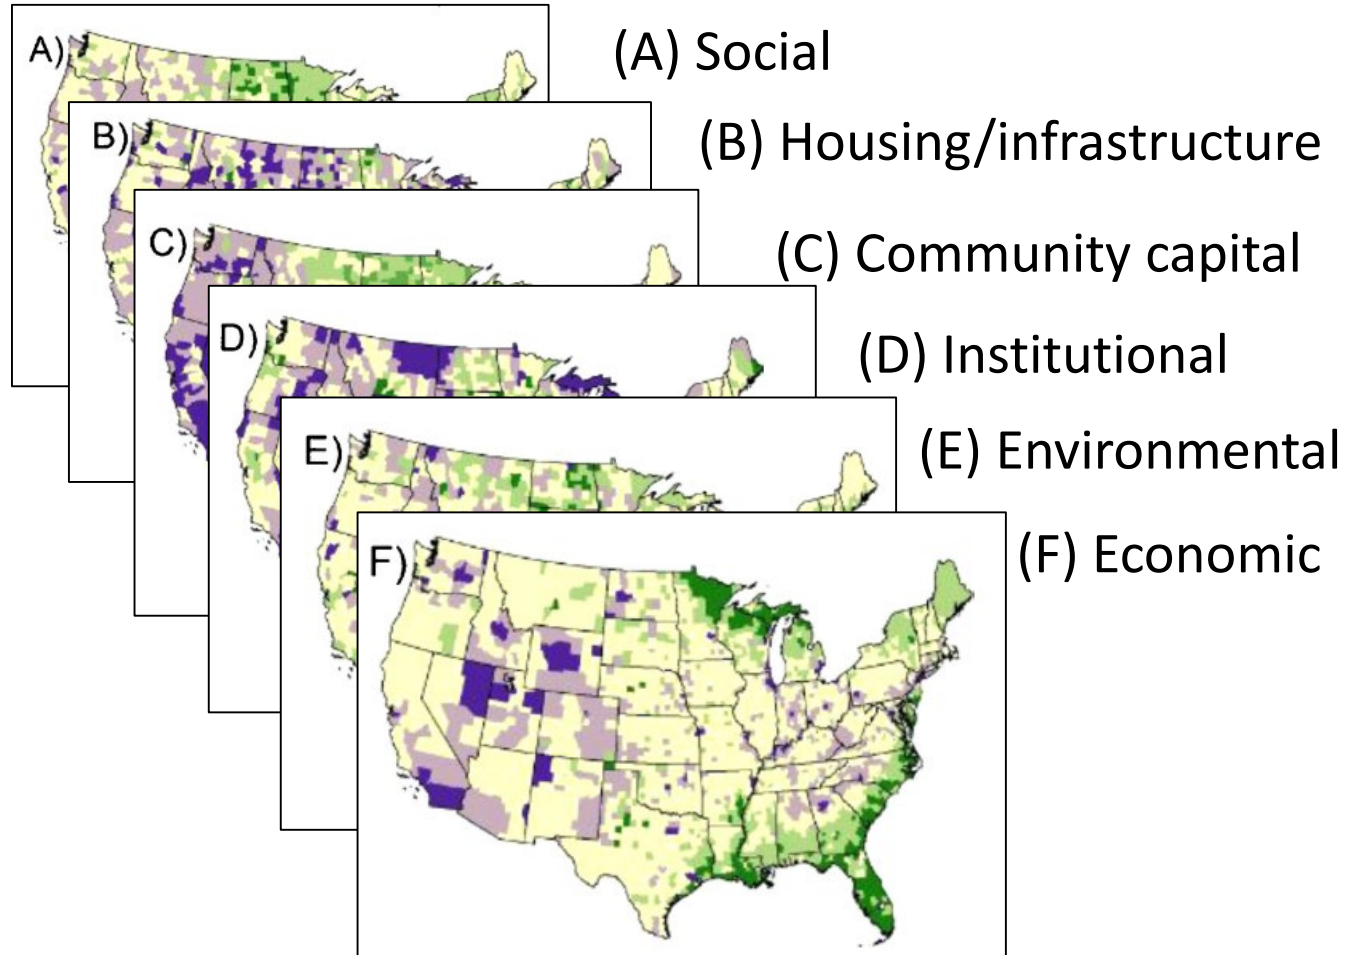 A)
(A) Social
B)
(B) Housing/infrastructure
C)
(C) Community capital
D)
(D) Institutional
E)
(E) Environmental
F)
(F) Economic